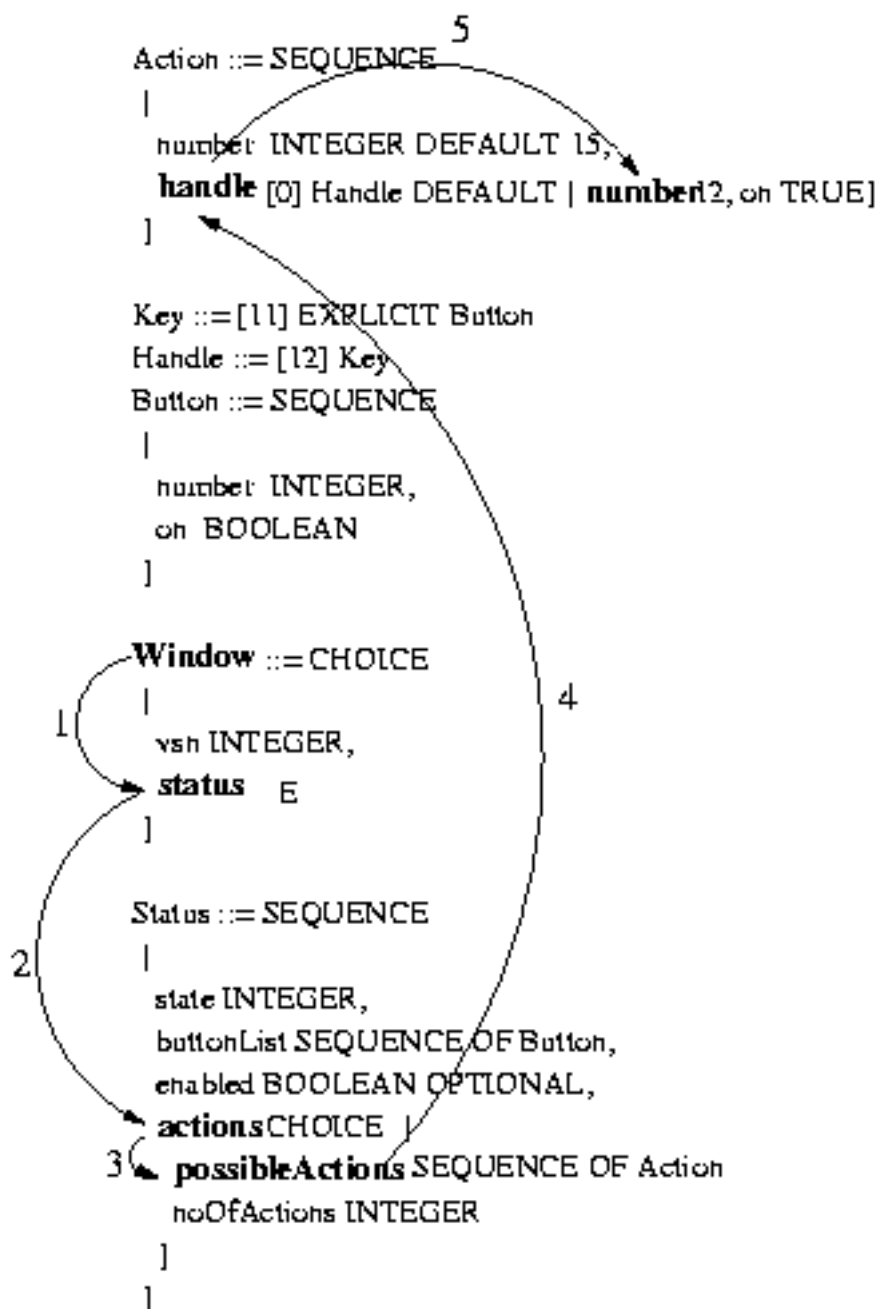 5
Action ::= SEQUENCE
|
number INTEGER DEFAULT 15,
handle [0] Handle DEFAULT | number12, on TRUE]
]
Key ::= [11] EXPLICIT Button
Handle ::= [12] Key
Button ::= SEQUENCE
|
number INTEGER,
on BOOLEAN
]
Window ::= CHOICE
|
1
4
vsn INTEGER,
status E
]
Status ::= SEQUENCE
2
|
state INTEGER,
buttonList SEQUENCE OF Button,
enabled BOOLEAN OPTIONAL,
actions CHOICE |
3 possibleActions SEQUENCE OF Action
noOfActions INTEGER
]
]